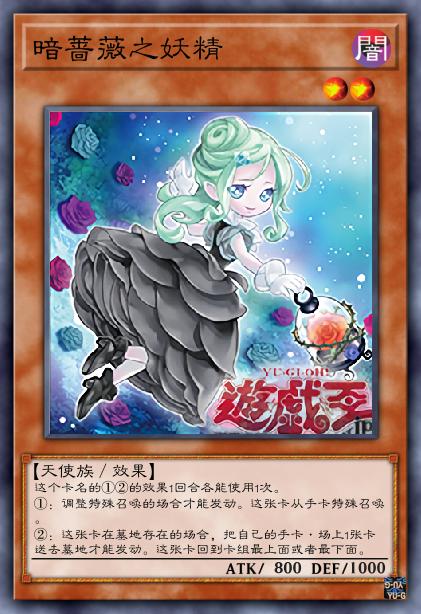 暗蔷薇之妖精
闇
YU-GI-OH!
遊戯王
.jp
【天使族/效果】
这个卡名的①②的效果1回合各能使用1次。
①：调整特殊召唤的场合才能发动。这张卡从手卡特殊召唤
。
②：这张卡在墓地存在的场合，把自己的手卡·场上1张卡
送去墓地才能发动。这张卡回到卡组最上面或者最下面。
ATK/ 800 DEF/1000